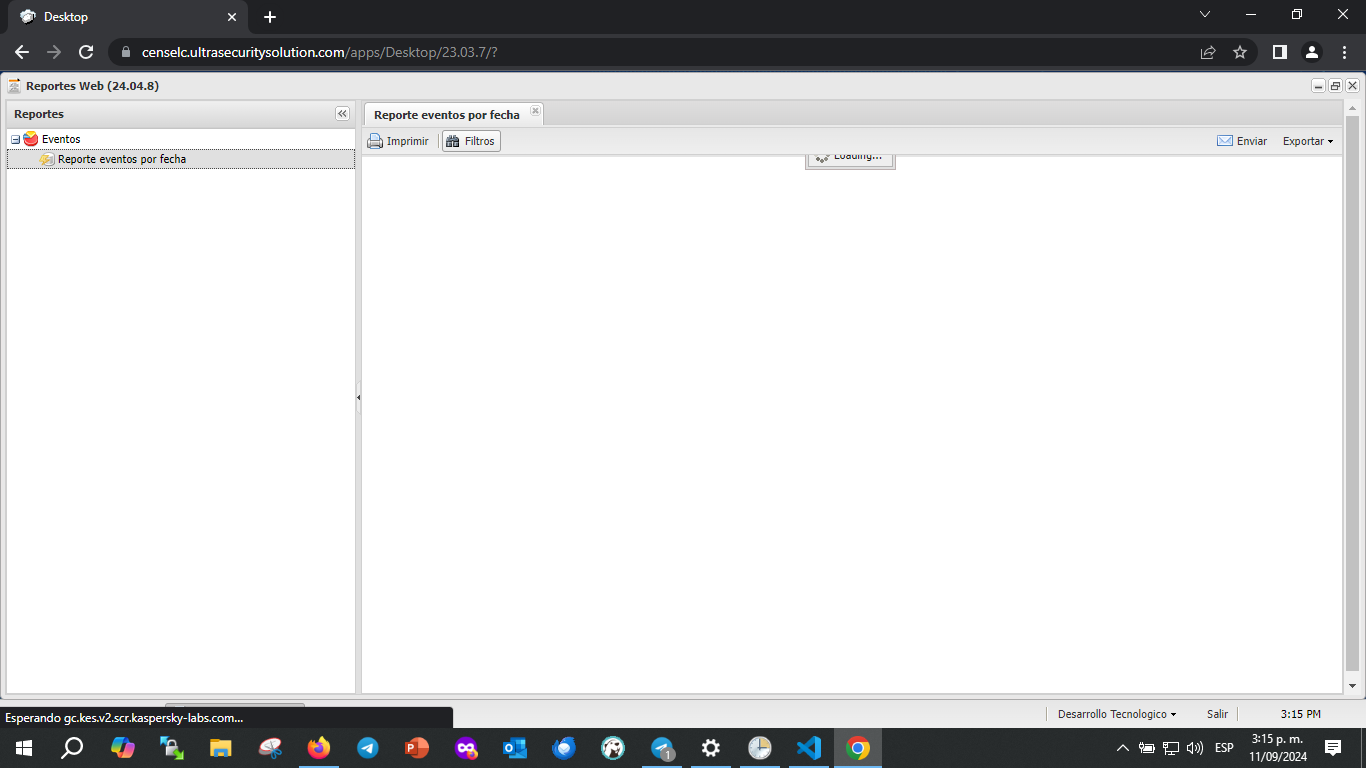 Desktop
censelc.ultrasecuritysolution.com/apps/Desktop/23.03.7/?
Reportes Web (24.04.8)
Reportes
Eventos
Reporte eventos por fecha
Reporte eventos por fecha
Imprimir
Filtros
Enviar
Exportar
Loading...
Esperando gc.kes.v2.scr.kaspersky-labs.com...
Desarrollo Tecnologico
Salir
3:15 PM
1
ESP
3:15 p. m.
11/09/2024